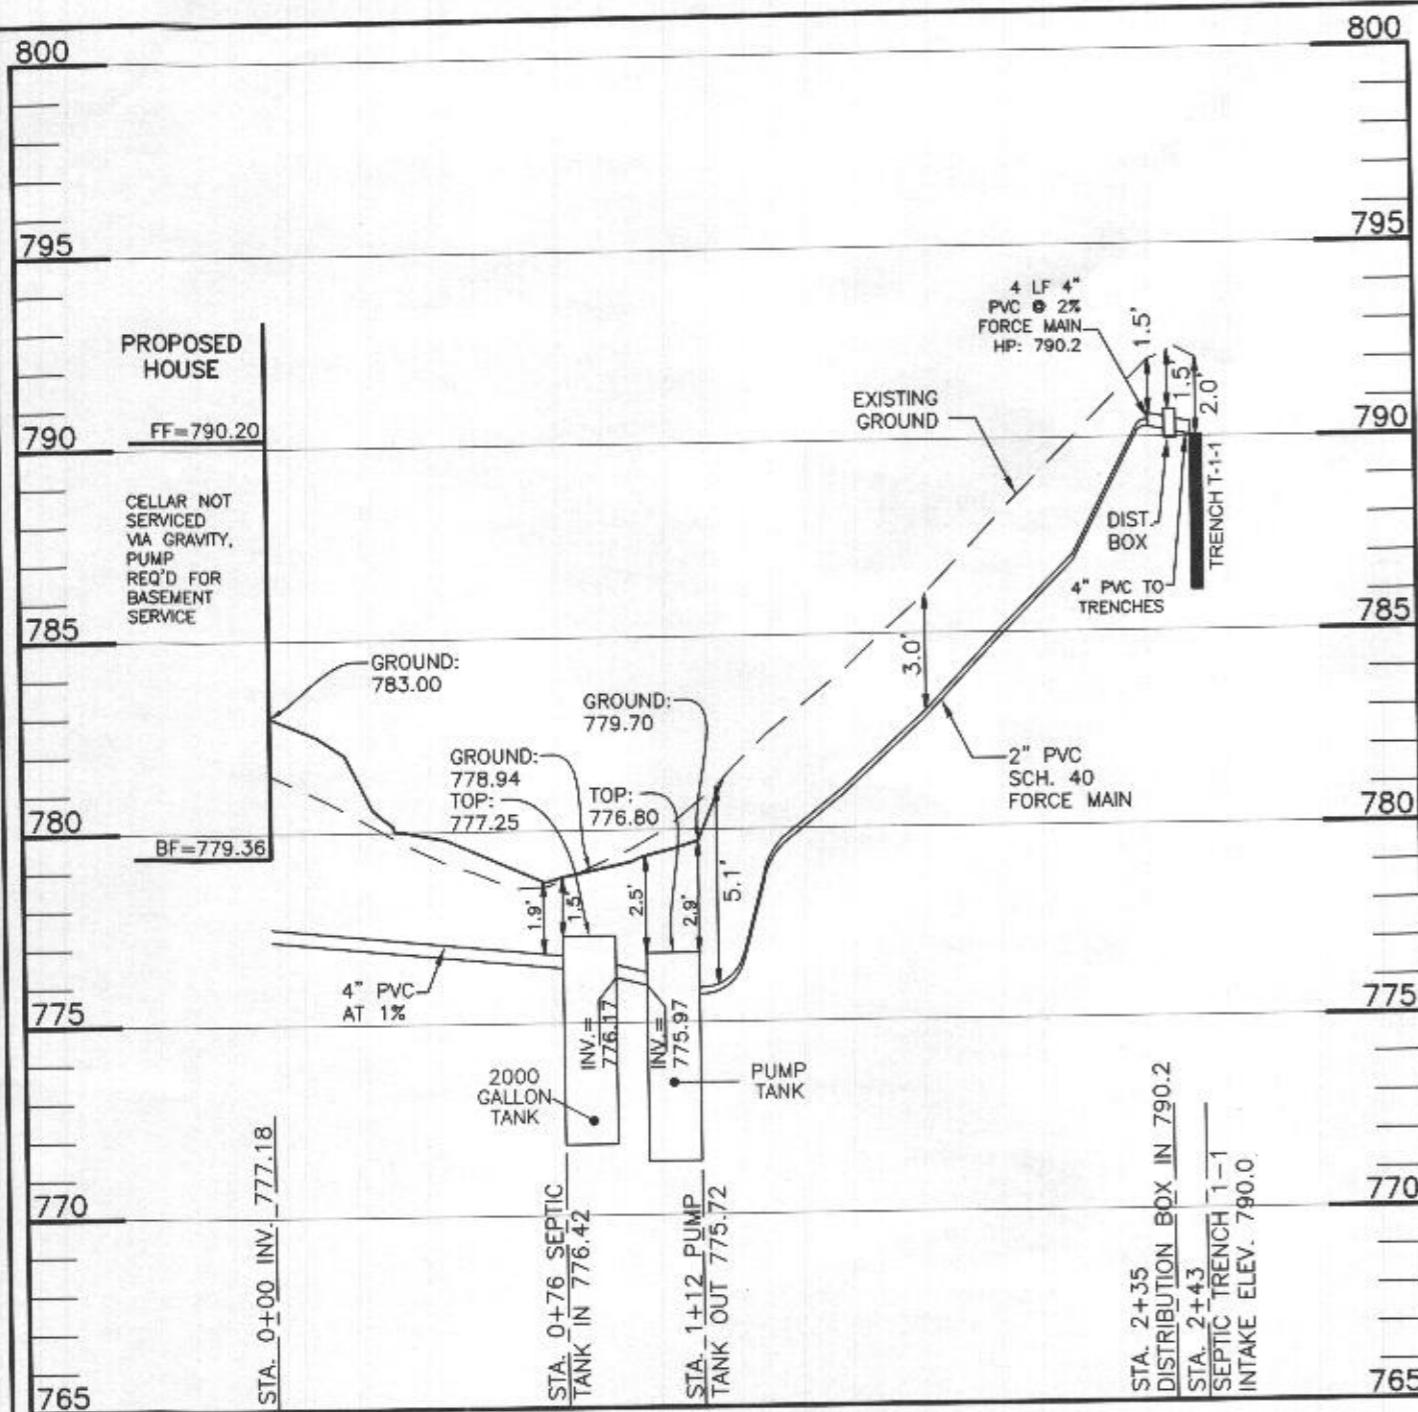 800
800
795
795
4 LF 4"
PVC @ 2%
FORCE MAIN
HP: 790.2
1.5'
1.5'
2.0'
PROPOSED
HOUSE
EXISTING
GROUND
FF=790.20
790
790
CELLAR NOT
SERVICED
VIA GRAVITY,
PUMP
REQ'D FOR
BASEMENT
SERVICE
DIST.
BOX
TRENCH T-1-1
4" PVC TO
TRENCHES
785
785
3.0'
GROUND:
783.00
GROUND:
779.70
GROUND:
778.94
TOP:
777.25
TOP:
776.80
2" PVC
SCH. 40
FORCE MAIN
780
780
BF=779.36
1.9'
1.5'
2.5'
2.9'
5.1'
4" PVC
AT 1%
775
775
INV.=
776.17
INV.=
775.97
2000
GALLON
TANK
PUMP
TANK
770
770
STA. 0+00 INV. 777.18
STA. 0+76 SEPTIC
TANK IN 776.42
STA. 1+12 PUMP
TANK OUT 775.72
STA. 2+35
DISTRIBUTION BOX IN 790.2
STA. 2+43
SEPTIC TRENCH 1-1
INTAKE ELEV. 790.0
765
765